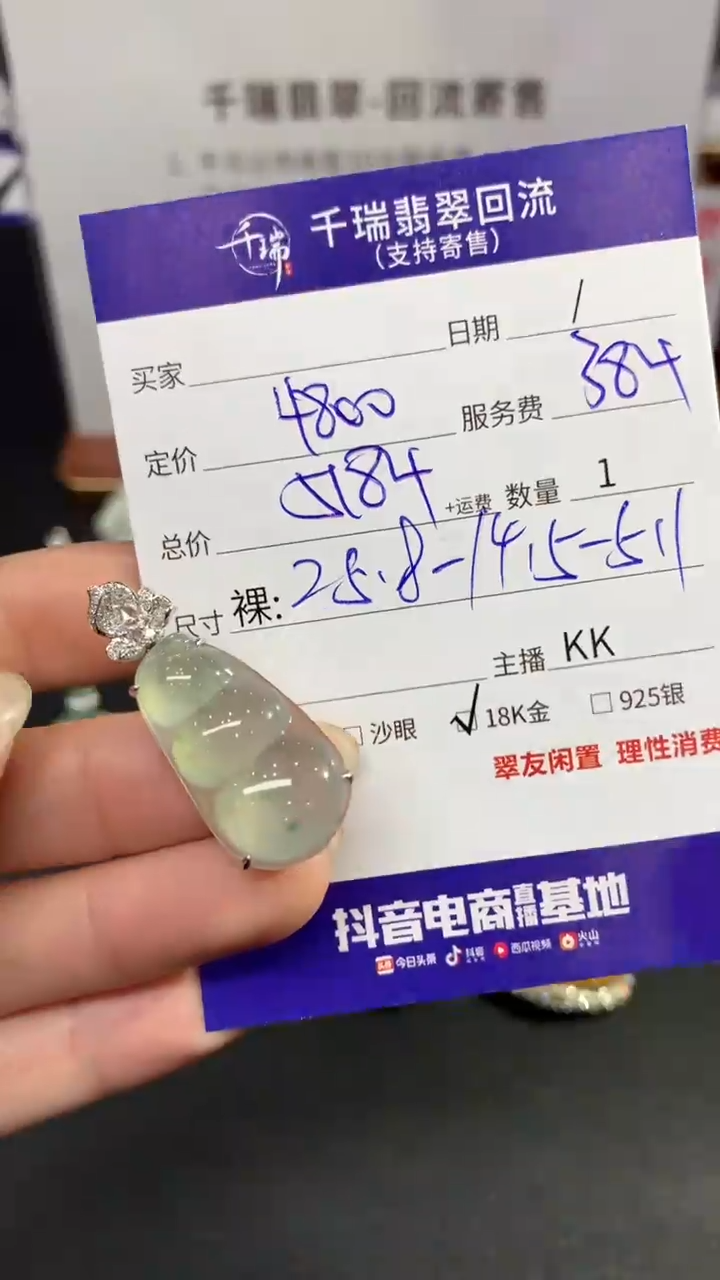 千瑞翡翠-回流寄售
千瑞 千瑞翡翠回流
(支持寄售)
买家 日期 /
定价 4800 服务费 384
总价 5184 +运费 数量 1
尺寸 裸: 25.8-14.5-5.1
主播 KK
沙眼 ✓ 18K金 □ 925银
翠友闲置 理性消费
抖音电商直播基地
头条 今日头条 抖音 西瓜视频 火山